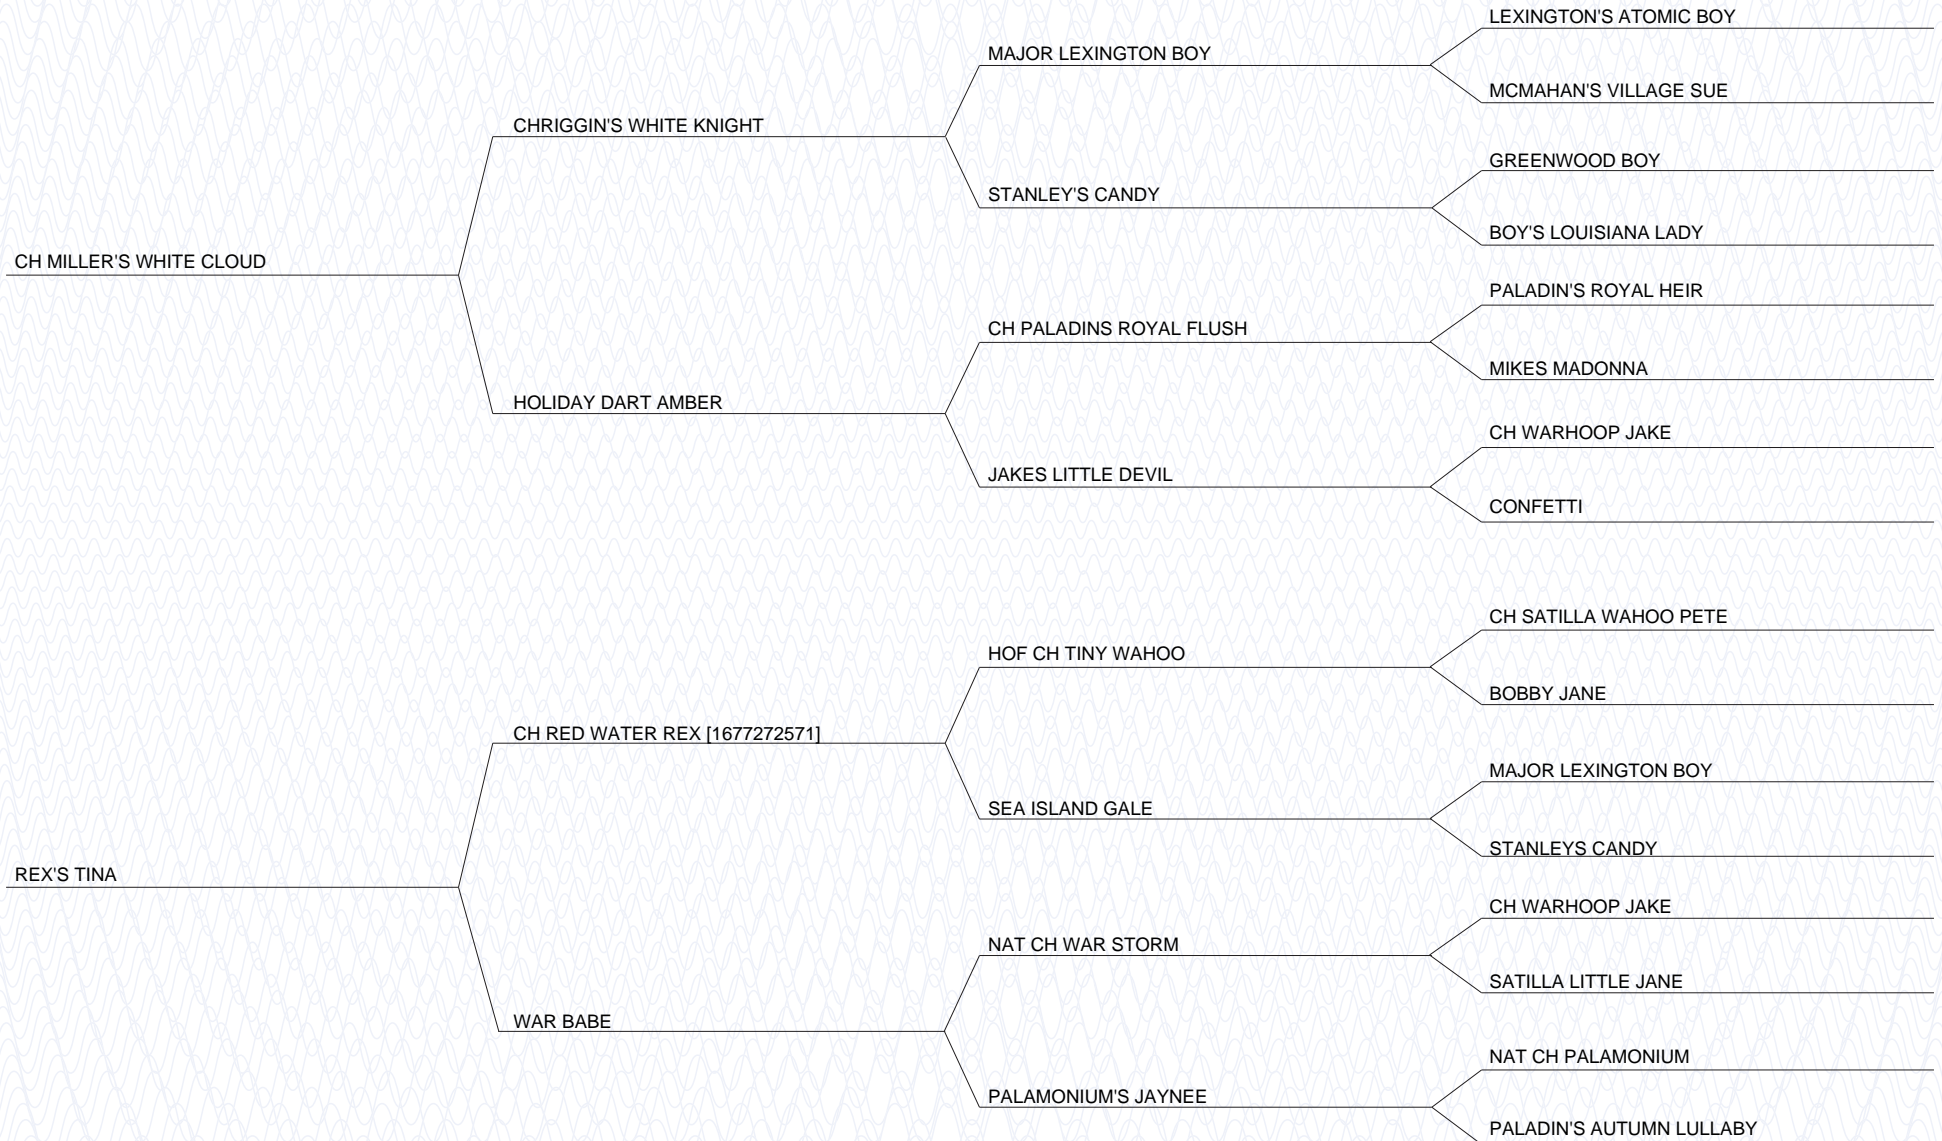 LEXINGTON'S ATOMIC BOY
MAJOR LEXINGTON BOY
MCMAHAN'S VILLAGE SUE
CHRIGGIN'S WHITE KNIGHT
GREENWOOD BOY
STANLEY'S CANDY
BOY'S LOUISIANA LADY
CH MILLER'S WHITE CLOUD
PALADIN'S ROYAL HEIR
CH PALADINS ROYAL FLUSH
MIKES MADONNA
HOLIDAY DART AMBER
CH WARHOOP JAKE
JAKES LITTLE DEVIL
CONFETTI
CH SATILLA WAHOO PETE
HOF CH TINY WAHOO
BOBBY JANE
CH RED WATER REX [1677272571]
MAJOR LEXINGTON BOY
SEA ISLAND GALE
STANLEYS CANDY
REX'S TINA
CH WARHOOP JAKE
NAT CH WAR STORM
SATILLA LITTLE JANE
WAR BABE
NAT CH PALAMONIUM
PALAMONIUM'S JAYNEE
PALADIN'S AUTUMN LULLABY